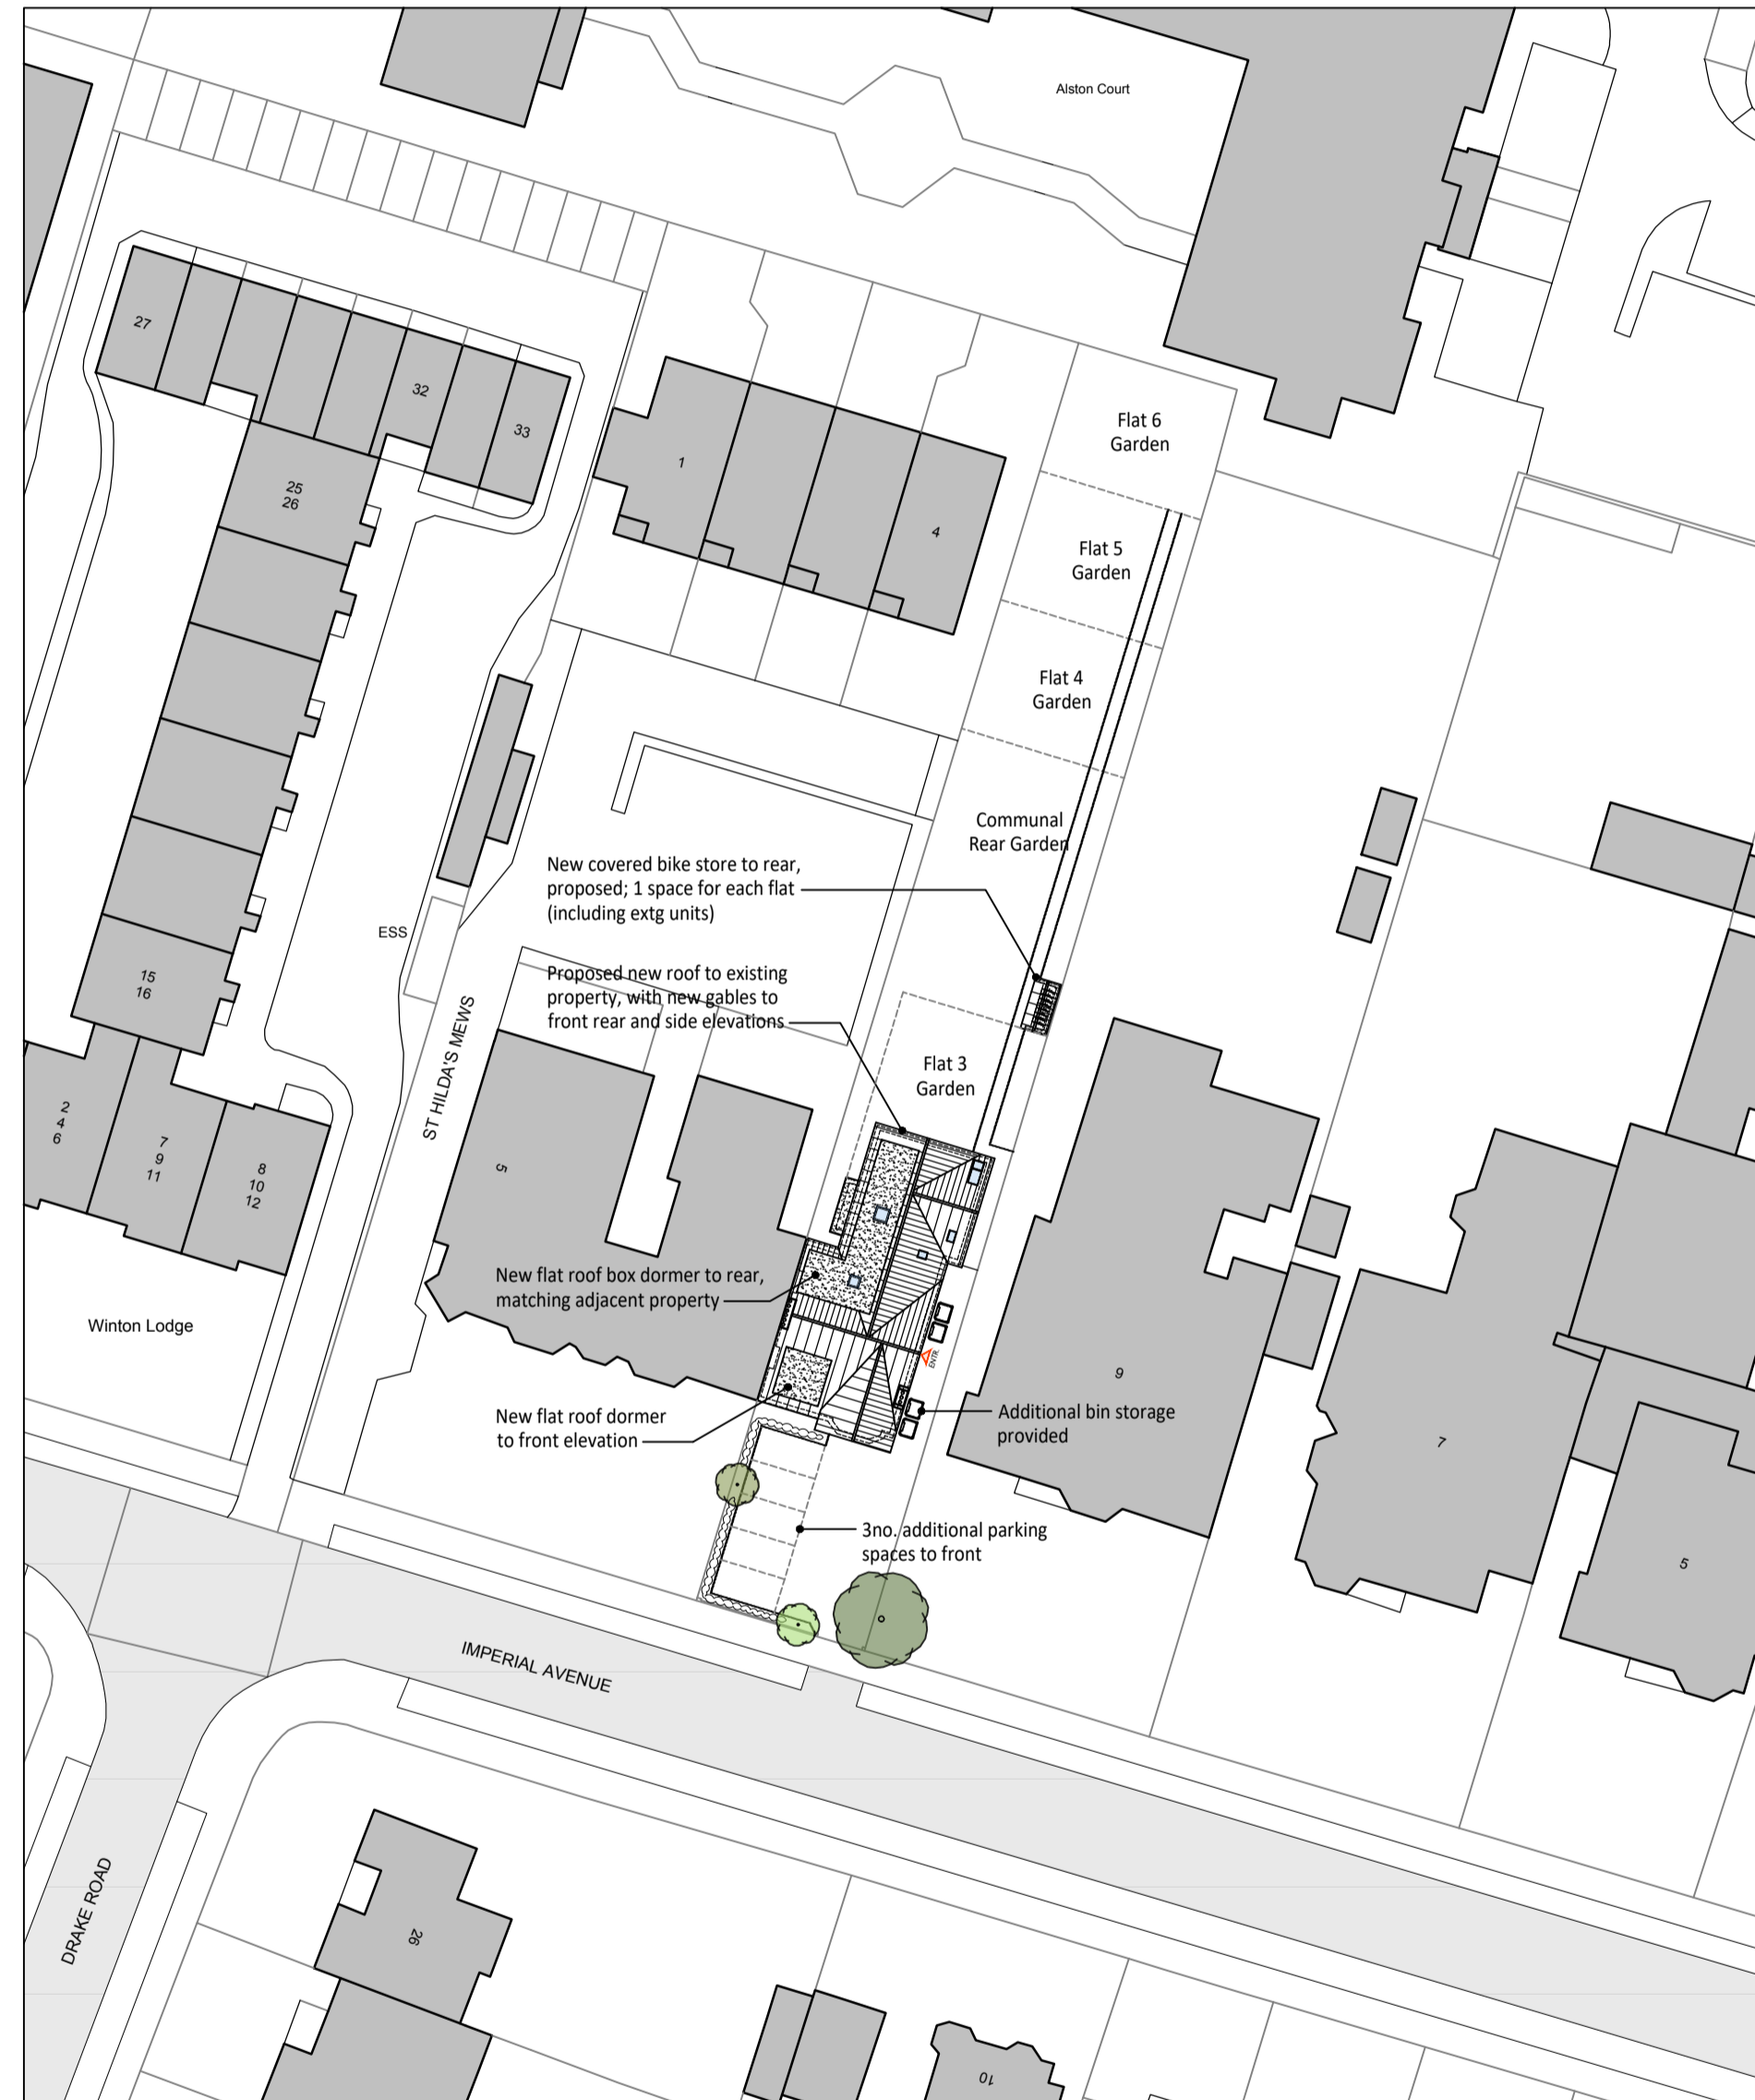 Alston Court
27
32
33
25
26
1
4
Flat 6
Garden
Flat 5
Garden
Flat 4
Garden
Communal
Rear Garden
New covered bike store to rear,
proposed; 1 space for each flat
(including extg units)
ESS
Proposed new roof to existing
property, with new gables to
front rear and side elevations
15
16
ST HILDA'S MEWS
Flat 3
Garden
2
4
6
7
9
11
8
10
12
5
New flat roof box dormer to rear,
matching adjacent property
Winton Lodge
ENTR.
9
New flat roof dormer
to front elevation
Additional bin storage
provided
7
3no. additional parking
spaces to front
5
IMPERIAL AVENUE
DRAKE ROAD
26
10